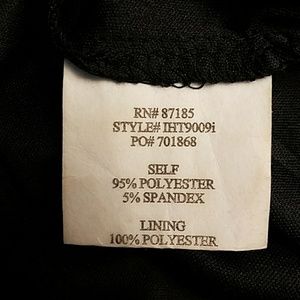 RN# 87185
STYLE# IHT9009i
PO# 701868
SELF
95% POLYESTER
5% SPANDEX
LINING
100% POLYESTER